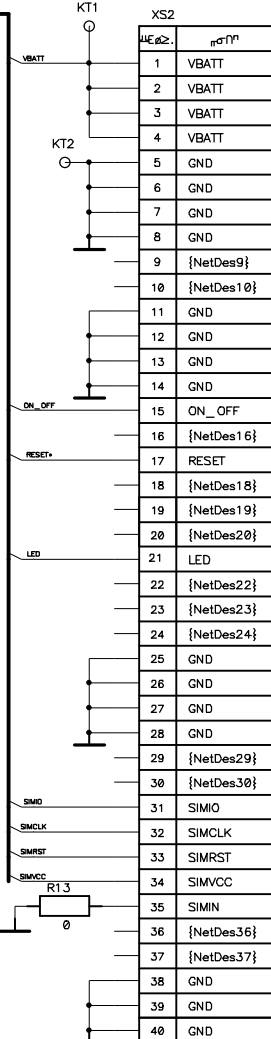 KT1
XS2
VBATT
1 VBATT
2 VBATT
3 VBATT
4 VBATT
KT2
5 GND
6 GND
7 GND
8 GND
9 {NetDes9}
10 {NetDes10}
11 GND
12 GND
13 GND
14 GND
ON_OFF
15 ON_OFF
16 {NetDes16}
RESET*
17 RESET
18 {NetDes18}
19 {NetDes19}
20 {NetDes20}
LED
21 LED
22 {NetDes22}
23 {NetDes23}
24 {NetDes24}
25 GND
26 GND
27 GND
28 GND
29 {NetDes29}
30 {NetDes30}
SIMIO
31 SIMIO
SIMCLK
32 SIMCLK
SIMRST
33 SIMRST
SIMVCC
34 SIMVCC
R13
35 SIMIN
0
36 {NetDes36}
37 {NetDes37}
38 GND
39 GND
40 GND